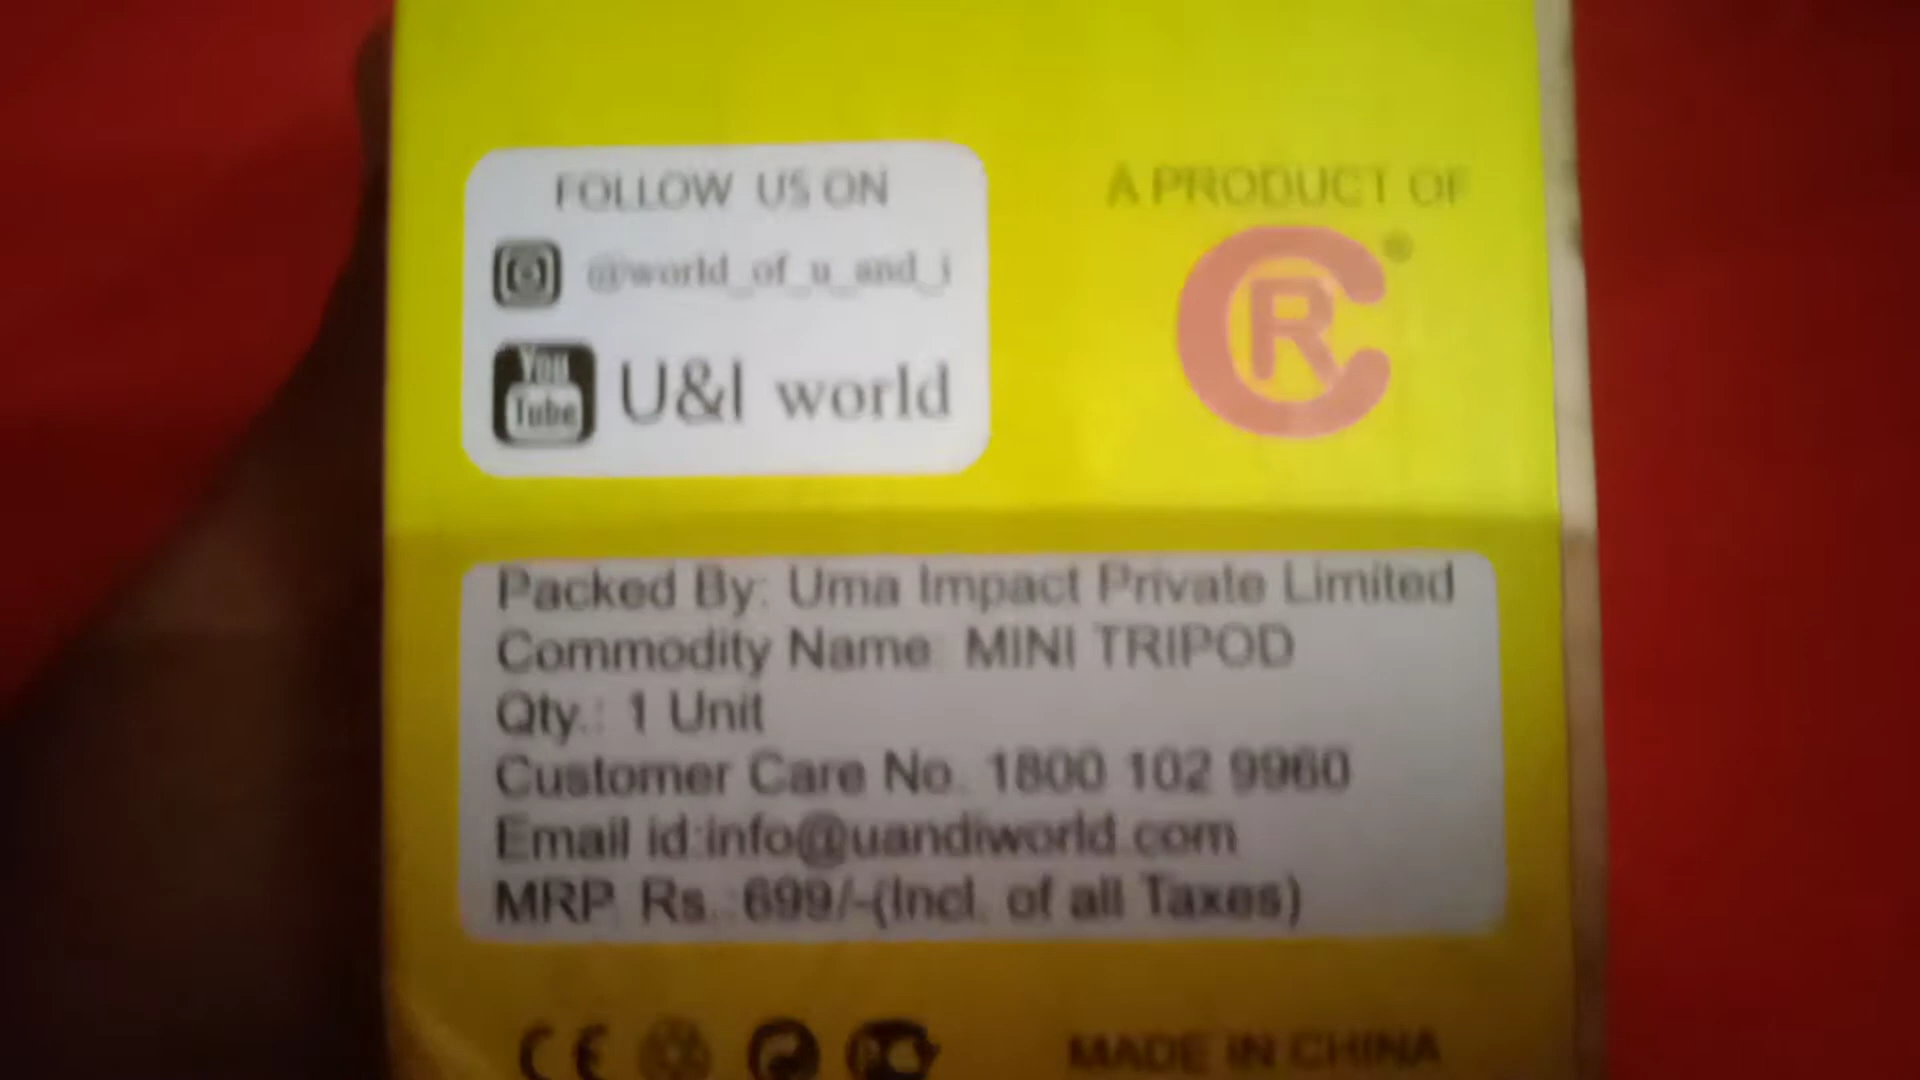 FOLLOW US ON
@world_of_u_and_i
You
Tube
U&I world
A PRODUCT OF
CR®
Packed By: Uma Impact Private Limited
Commodity Name: MINI TRIPOD
Qty.: 1 Unit
Customer Care No. 1800 102 9960
Email id:info@uandiworld.com
MRP Rs. 699/-(Incl. of all Taxes)
CE
MADE IN CHINA